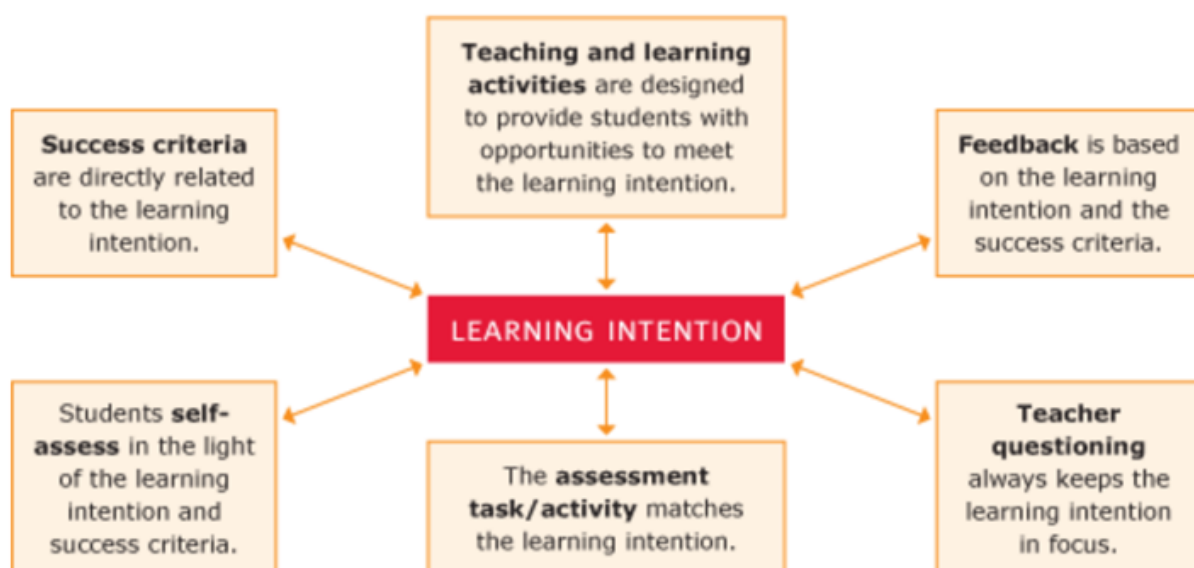 Teaching and learning
activities are designed
to provide students with
opportunities to meet
the learning intention.
Success criteria
are directly related
to the learning
intention.
Feedback is based
on the learning
intention and the
success criteria.
LEARNING INTENTION
Students self-
assess in the light
of the learning
intention and
success criteria.
The assessment
task/activity matches
the learning intention.
Teacher
questioning
always keeps the
learning intention
in focus.